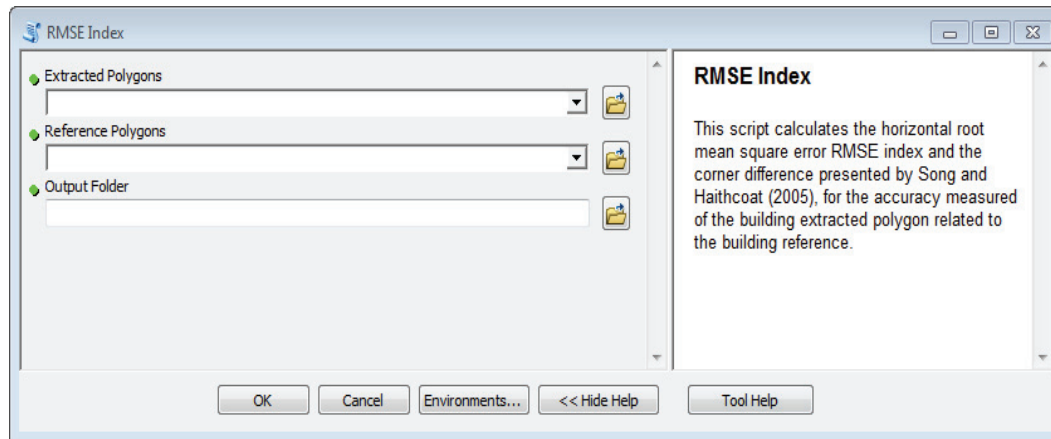 RMSE Index
Extracted Polygons
Reference Polygons
Output Folder
RMSE Index
This script calculates the horizontal root
mean square error RMSE index and the
corner difference presented by Song and
Haithcoat (2005), for the accuracy measured
of the building extracted polygon related to
the building reference.
OK
Cancel
Environments...
<< Hide Help
Tool Help